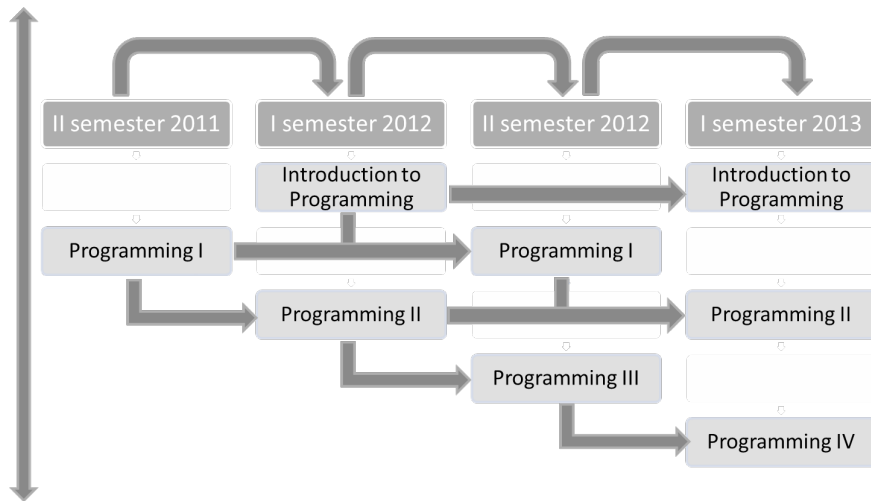 II semester 2011
I semester 2012
II semester 2012
I semester 2013
Introduction to
Programming
Introduction to
Programming
Programming I
Programming I
Programming II
Programming II
Programming III
Programming IV